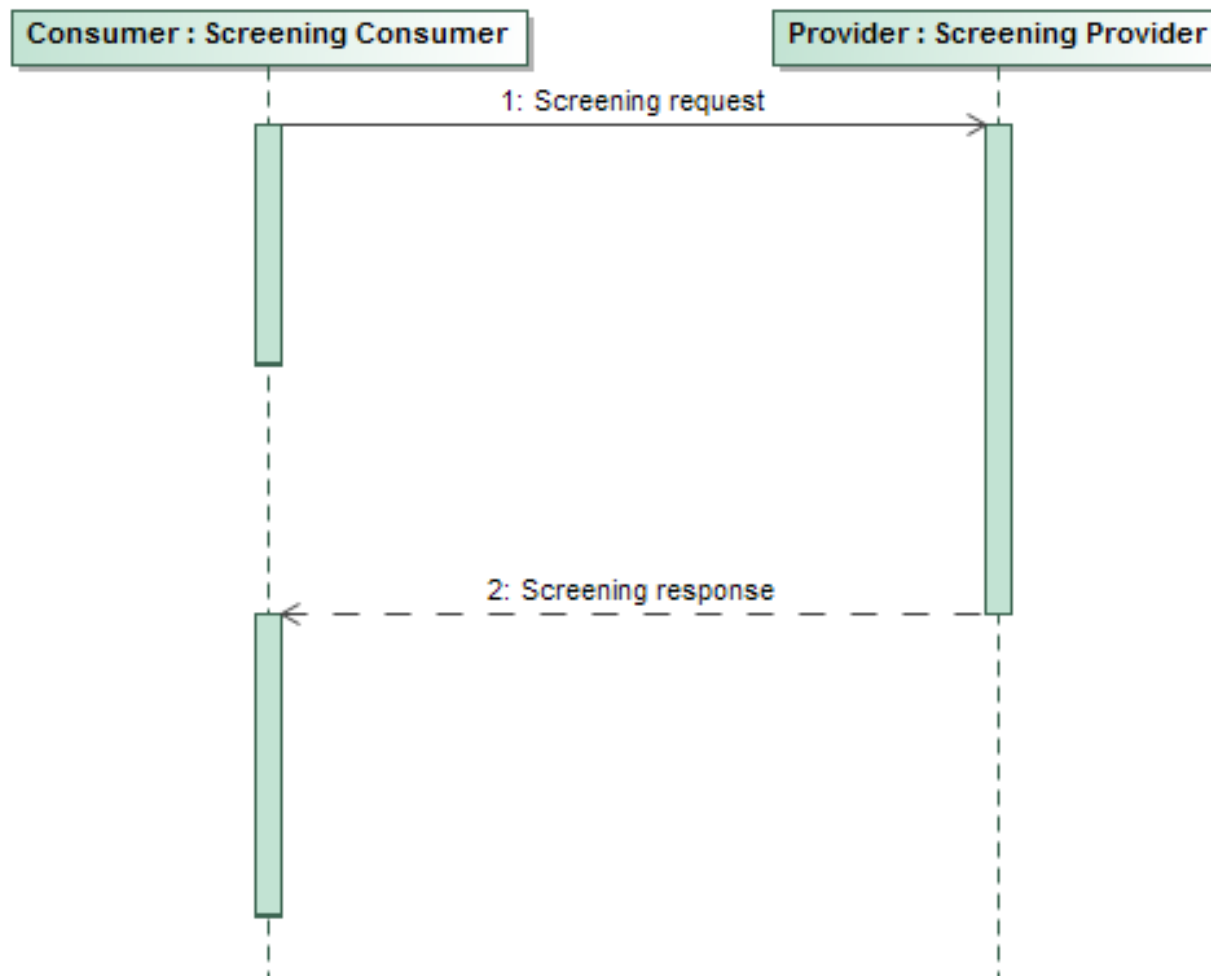 Consumer : Screening Consumer
Provider : Screening Provider
1: Screening request
2: Screening response